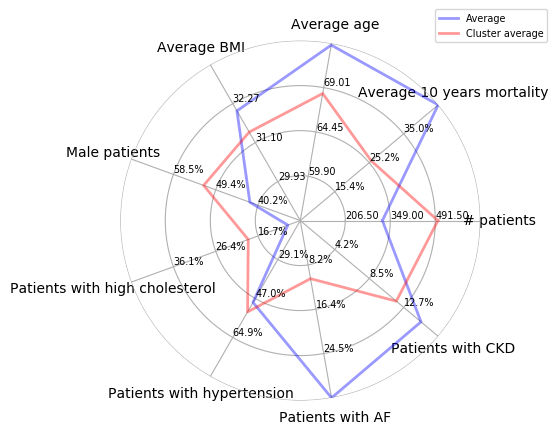 Average
Cluster average
Average age
Average BMI
69.01
Average 10 years mortality
32.27
35.0%
64.45
31.10
Male patients
25.2%
58.5%
59.90
29.93
49.4%
15.4%
40.2%
206.50
349.00
491.50
# patients
16.7%
4.2%
26.4%
29.1%
8.2%
36.1%
8.5%
Patients with high cholesterol
47.0%
16.4%
12.7%
64.9%
24.5%
Patients with CKD
Patients with hypertension
Patients with AF